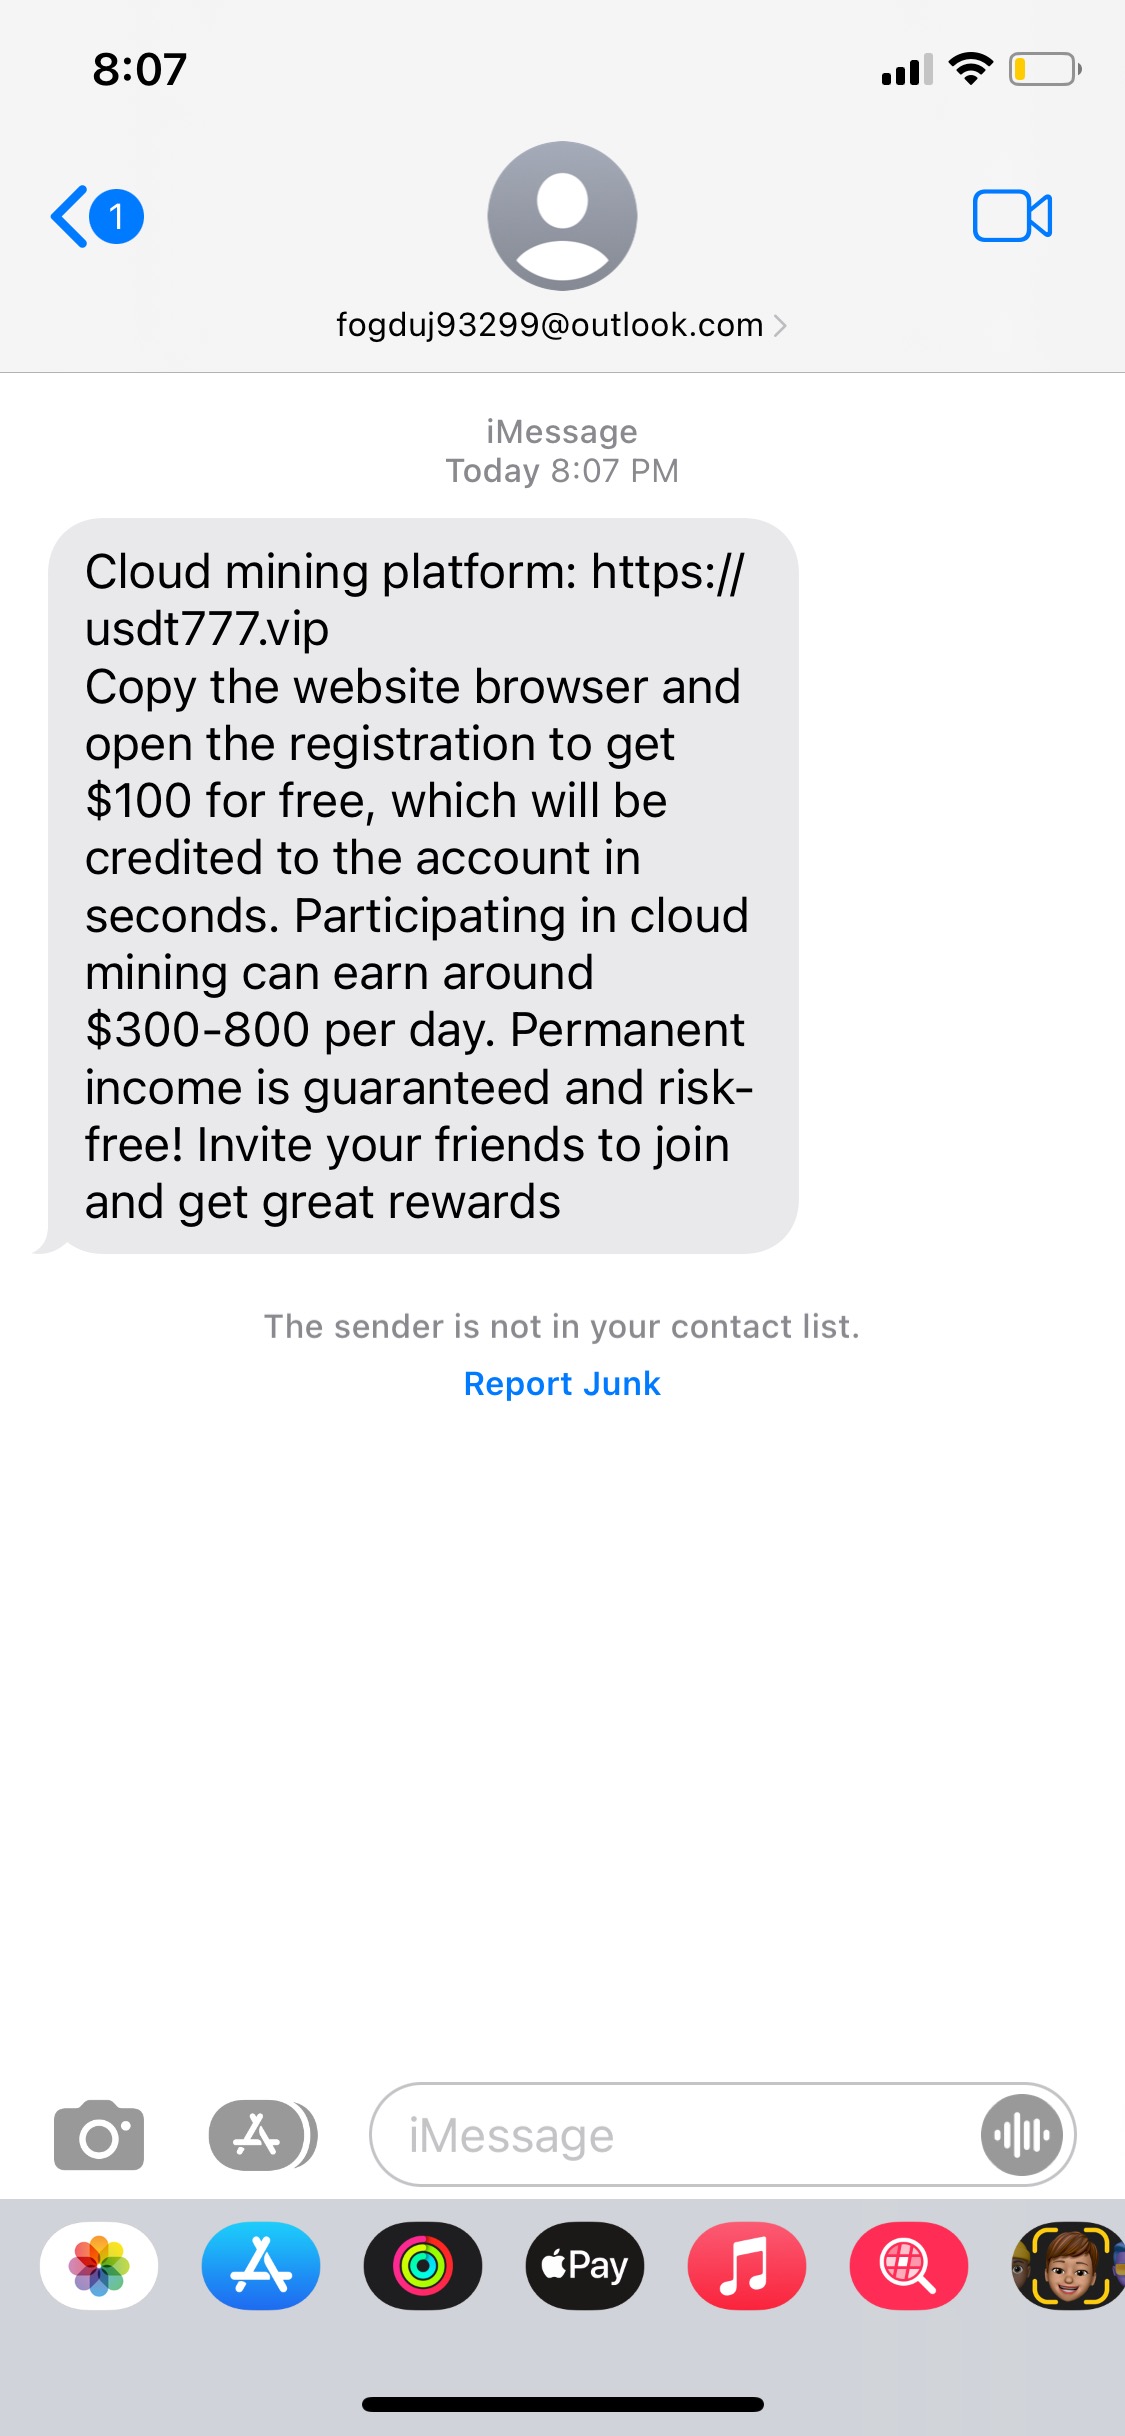 8:07
1
fogduj93299@outlook.com
iMessage
Today 8:07 PM
Cloud mining platform: https://
usdt777.vip
Copy the website browser and
open the registration to get
$100 for free, which will be
credited to the account in
seconds. Participating in cloud
mining can earn around
$300-800 per day. Permanent
income is guaranteed and risk-
free! Invite your friends to join
and get great rewards
The sender is not in your contact list.
Report Junk
iMessage
Pay